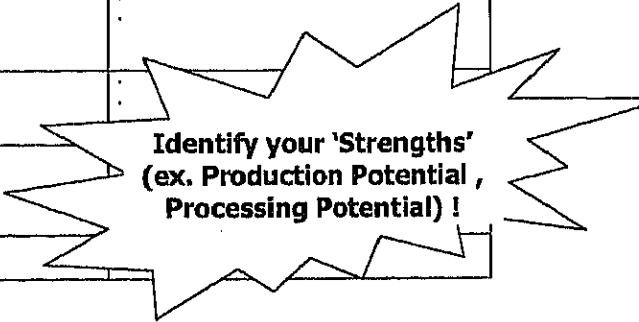 Identify your ‘Strengths’
(ex. Production Potential ,
Processing Potential) !